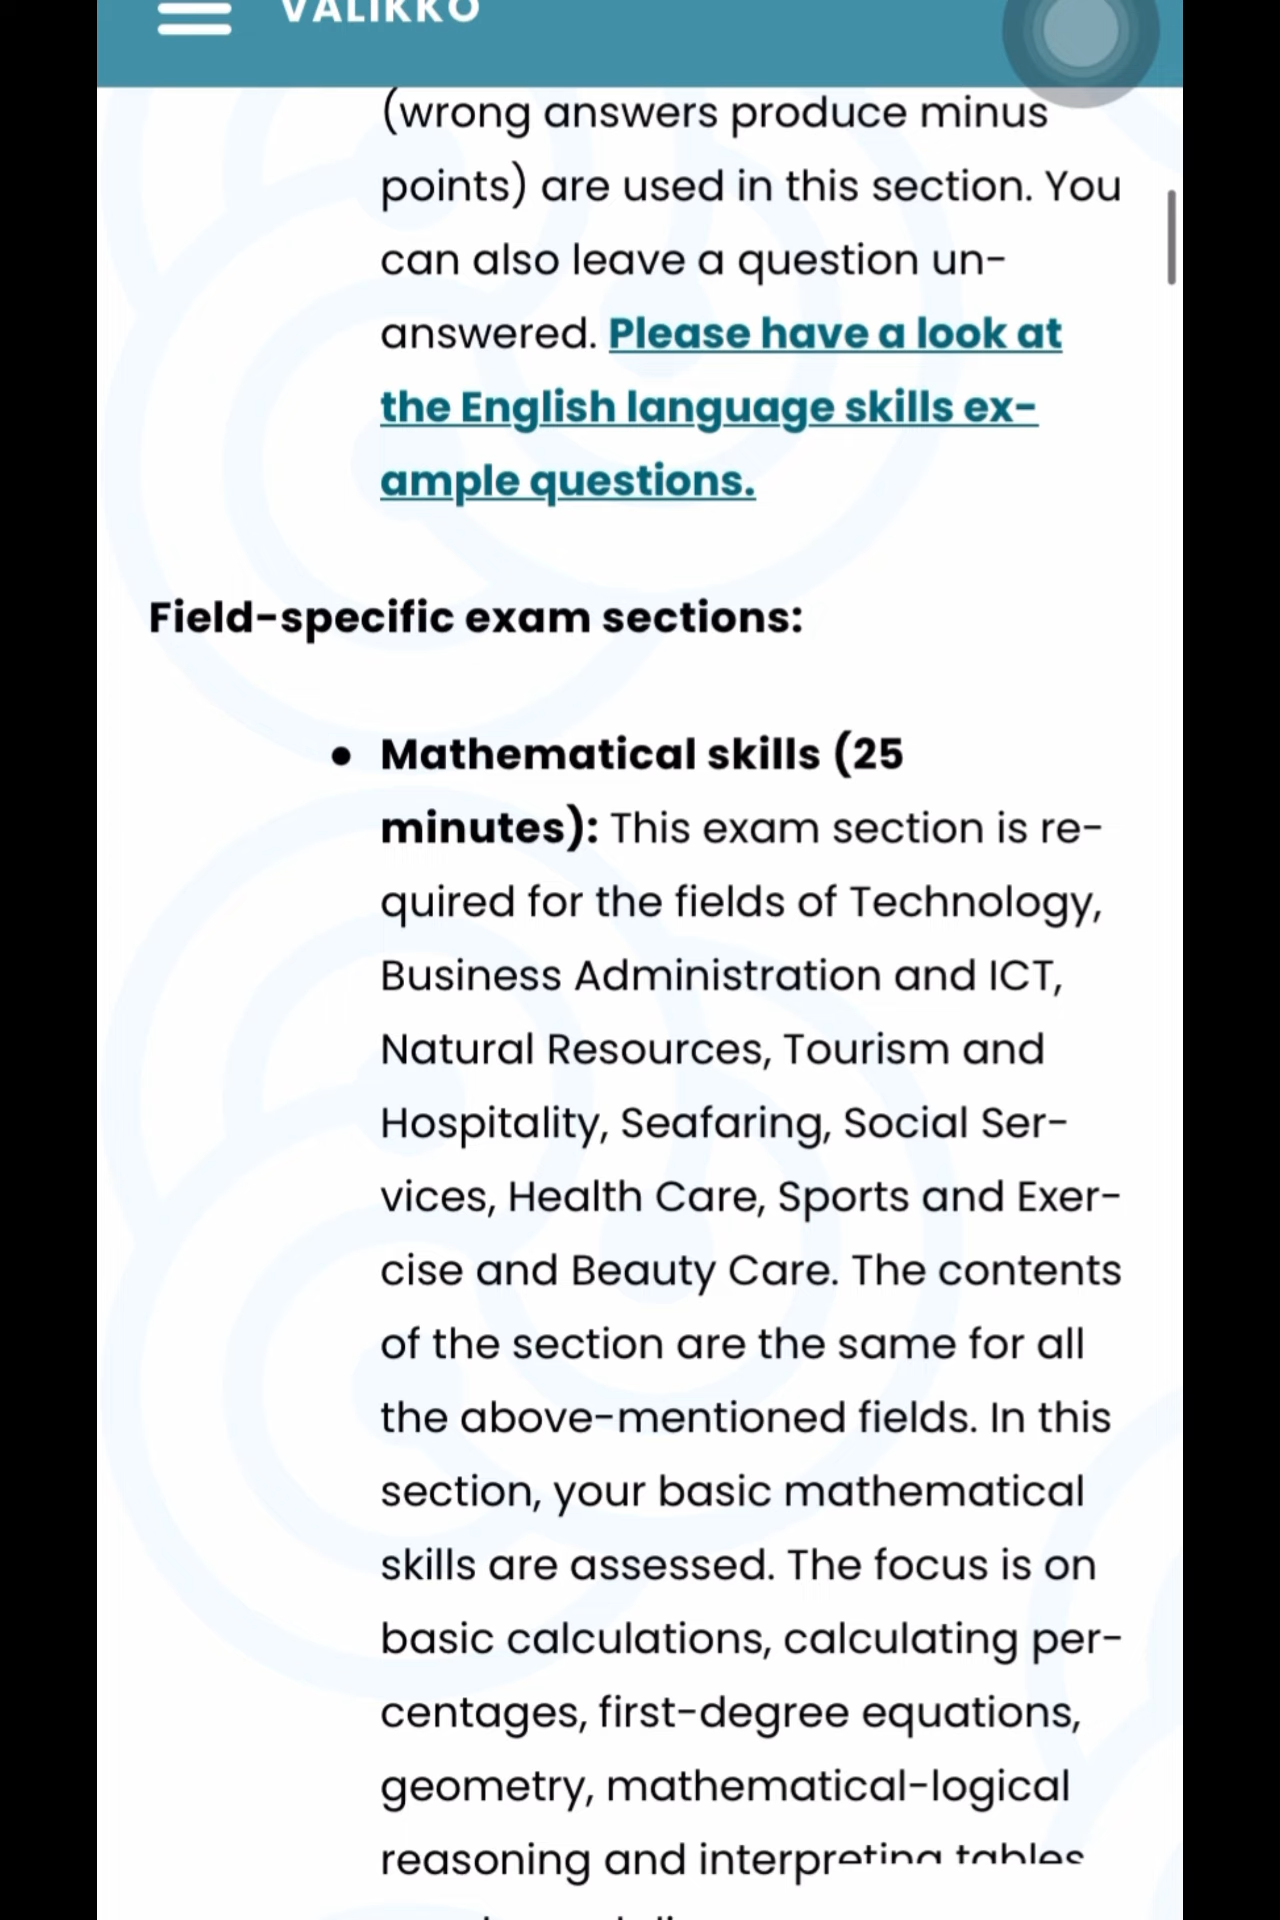 VALIKKO
(wrong answers produce minus
points) are used in this section. You
can also leave a question un-
answered. Please have a look at
the English language skills ex-
ample questions.
Field-specific exam sections:
• Mathematical skills (25
minutes): This exam section is re-
quired for the fields of Technology,
Business Administration and ICT,
Natural Resources, Tourism and
Hospitality, Seafaring, Social Ser-
vices, Health Care, Sports and Exer-
cise and Beauty Care. The contents
of the section are the same for all
the above-mentioned fields. In this
section, your basic mathematical
skills are assessed. The focus is on
basic calculations, calculating per-
centages, first-degree equations,
geometry, mathematical-logical
reasoning and interpreting tables